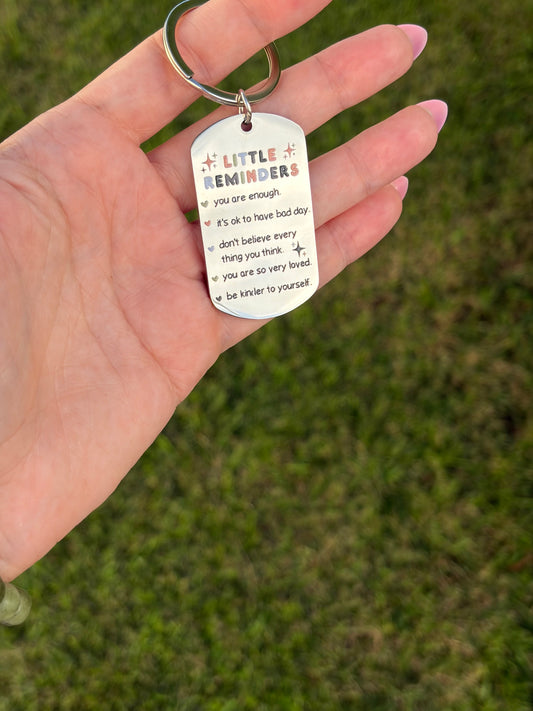 LITTLE
REMINDERS
you are enough.
it's ok to have bad day.
don't believe every
thing you think.
you are so very loved.
be kinder to yourself.